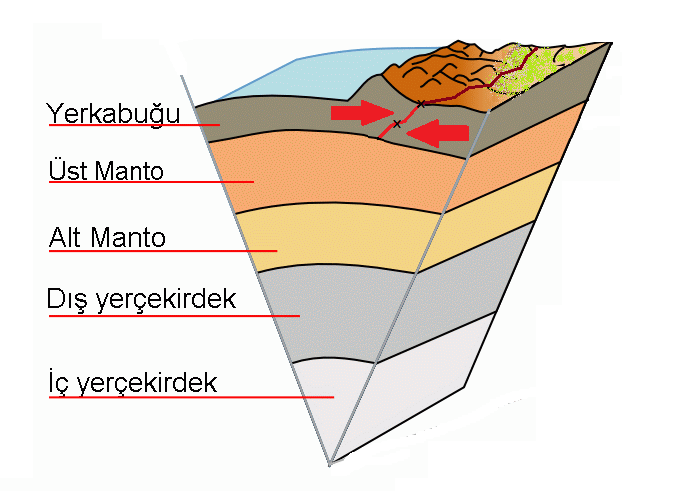 Yerkabuğu
Üst Manto
Alt Manto
Dış yerçekirdek
İç yerçekirdek